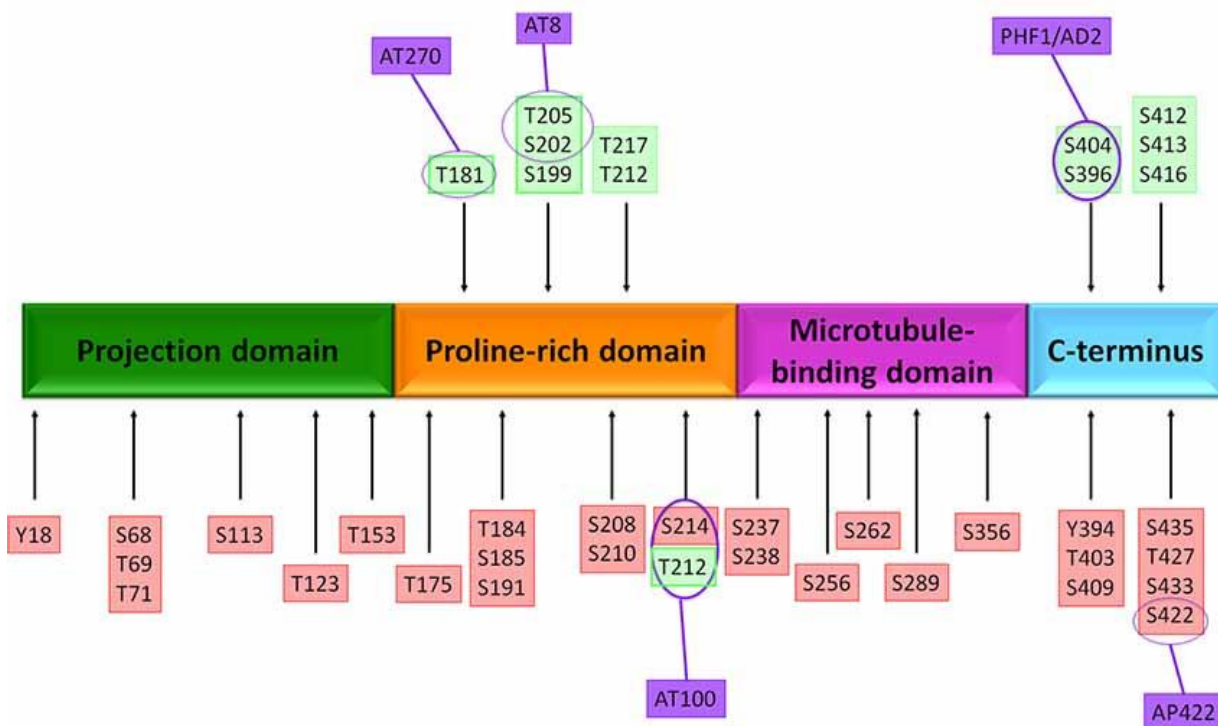 AT8
PHF1/AD2
AT270
T205
S202
S199
T181
T217
T212
S404
S396
S412
S413
S416
Projection domain
Proline-rich domain
Microtubule-
binding domain
C-terminus
Y18
S68
T69
T71
S113
T123
T153
T175
T184
S185
S191
S208
S210
S214
T212
S237
S238
S256
S262
S289
S356
Y394
T403
S409
S435
T427
S433
S422
AT100
AP422